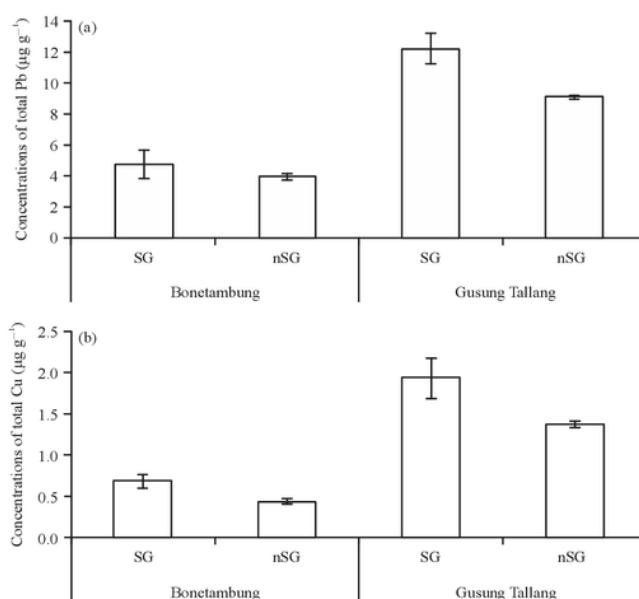 (a)
Concentrations of total Pb (µg g⁻¹)
14
12
10
8
6
4
2
0
SG
nSG
SG
nSG
Bonetambung
Gusung Tallang
(b)
Concentrations of total Cu (µg g⁻¹)
2.5
2.0
1.5
1.0
0.5
0.0
SG
nSG
SG
nSG
Bonetambung
Gusung Tallang